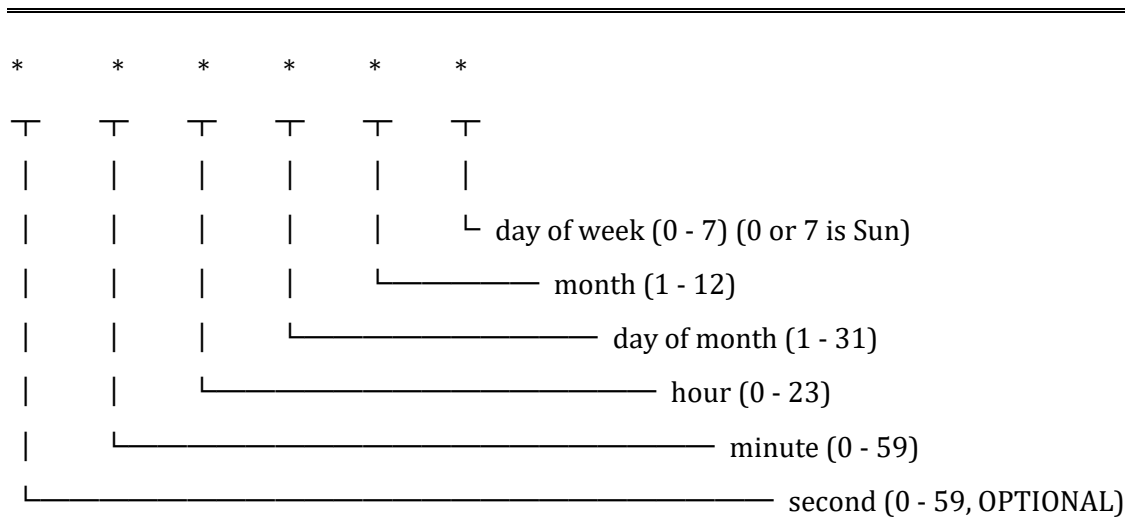 * * * * * *
day of week (0 - 7) (0 or 7 is Sun)
month (1 - 12)
day of month (1 - 31)
hour (0 - 23)
minute (0 - 59)
second (0 - 59, OPTIONAL)